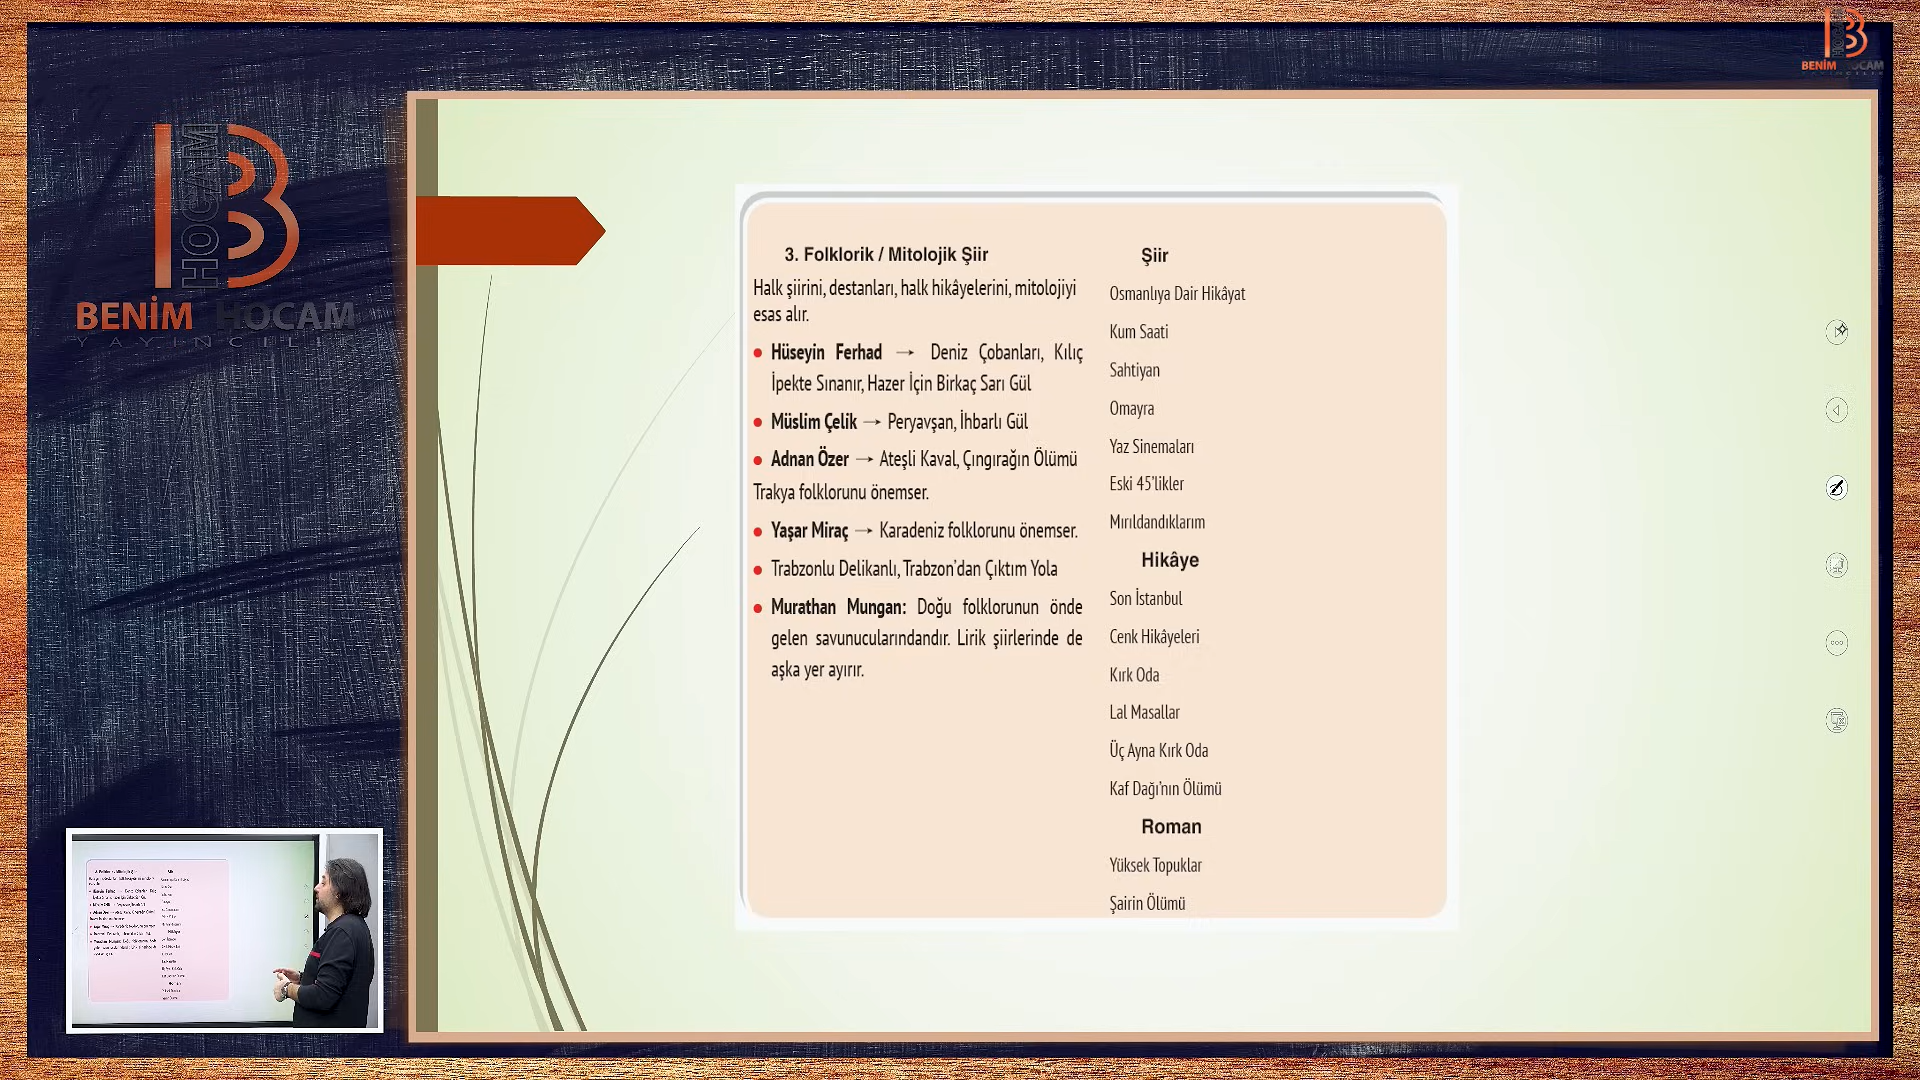 BENİM HOCAM
YAYINCILIK
HOCAM
BENİM HOCAM
YAYINCILIK
3. Folklorik / Mitolojik Şiir
Halk şiirini, destanları, halk hikâyelerini, mitolojiyi
esas alır.
• Hüseyin Ferhad → Deniz Çobanları, Kılıç
İpekte Sınanır, Hazer İçin Birkaç Sarı Gül
• Müslim Çelik → Peryavşan, İhbarlı Gül
• Adnan Özer → Ateşli Kaval, Çıngırağın Ölümü
Trakya folklorunu önemser.
• Yaşar Miraç → Karadeniz folklorunu önemser.
• Trabzonlu Delikanlı, Trabzon'dan Çıktım Yola
• Murathan Mungan: Doğu folklorunun önde
gelen savunucularındandır. Lirik şiirlerinde de
aşka yer ayırır.
Şiir
Osmanlıya Dair Hikâyat
Kum Saati
Sahtiyan
Omayra
Yaz Sinemaları
Eski 45'likler
Mırıldandıklarım
Hikâye
Son İstanbul
Cenk Hikâyeleri
Kırk Oda
Lal Masallar
Üç Ayna Kırk Oda
Kaf Dağı'nın Ölümü
Roman
Yüksek Topuklar
Şairin Ölümü